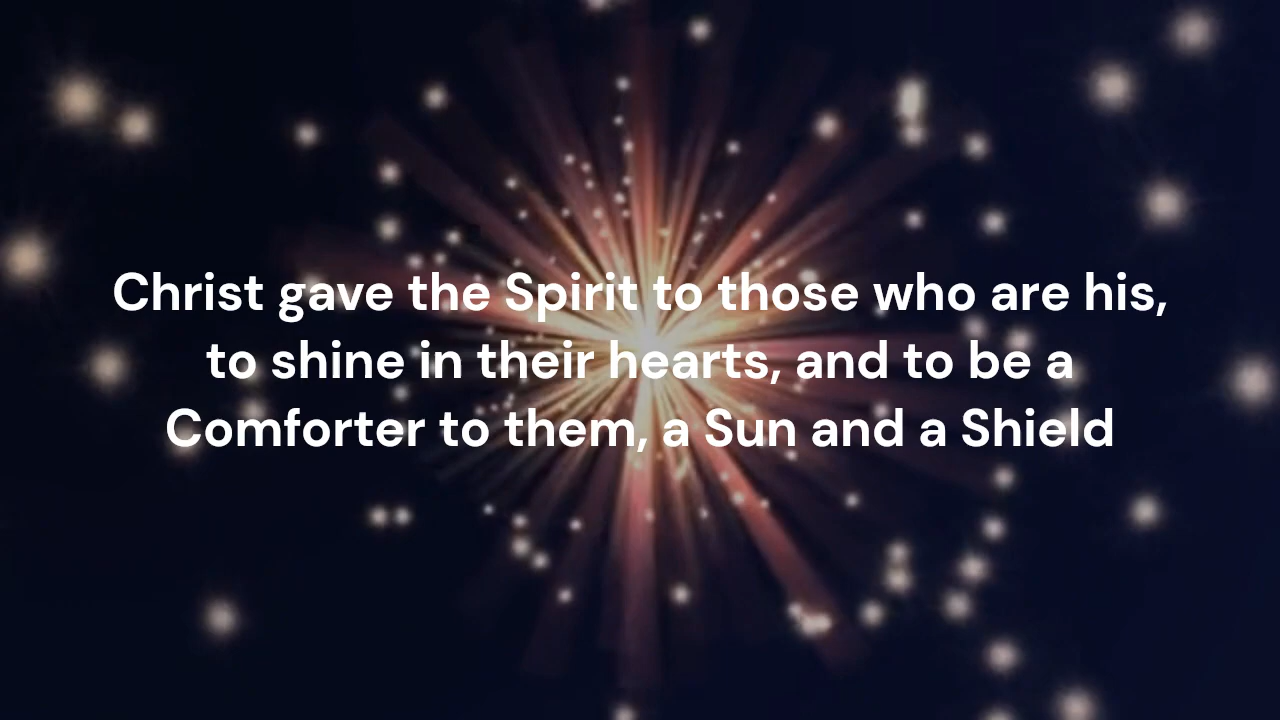 Christ gave the Spirit to those who are his,
to shine in their hearts, and to be a
Comforter to them, a Sun and a Shield